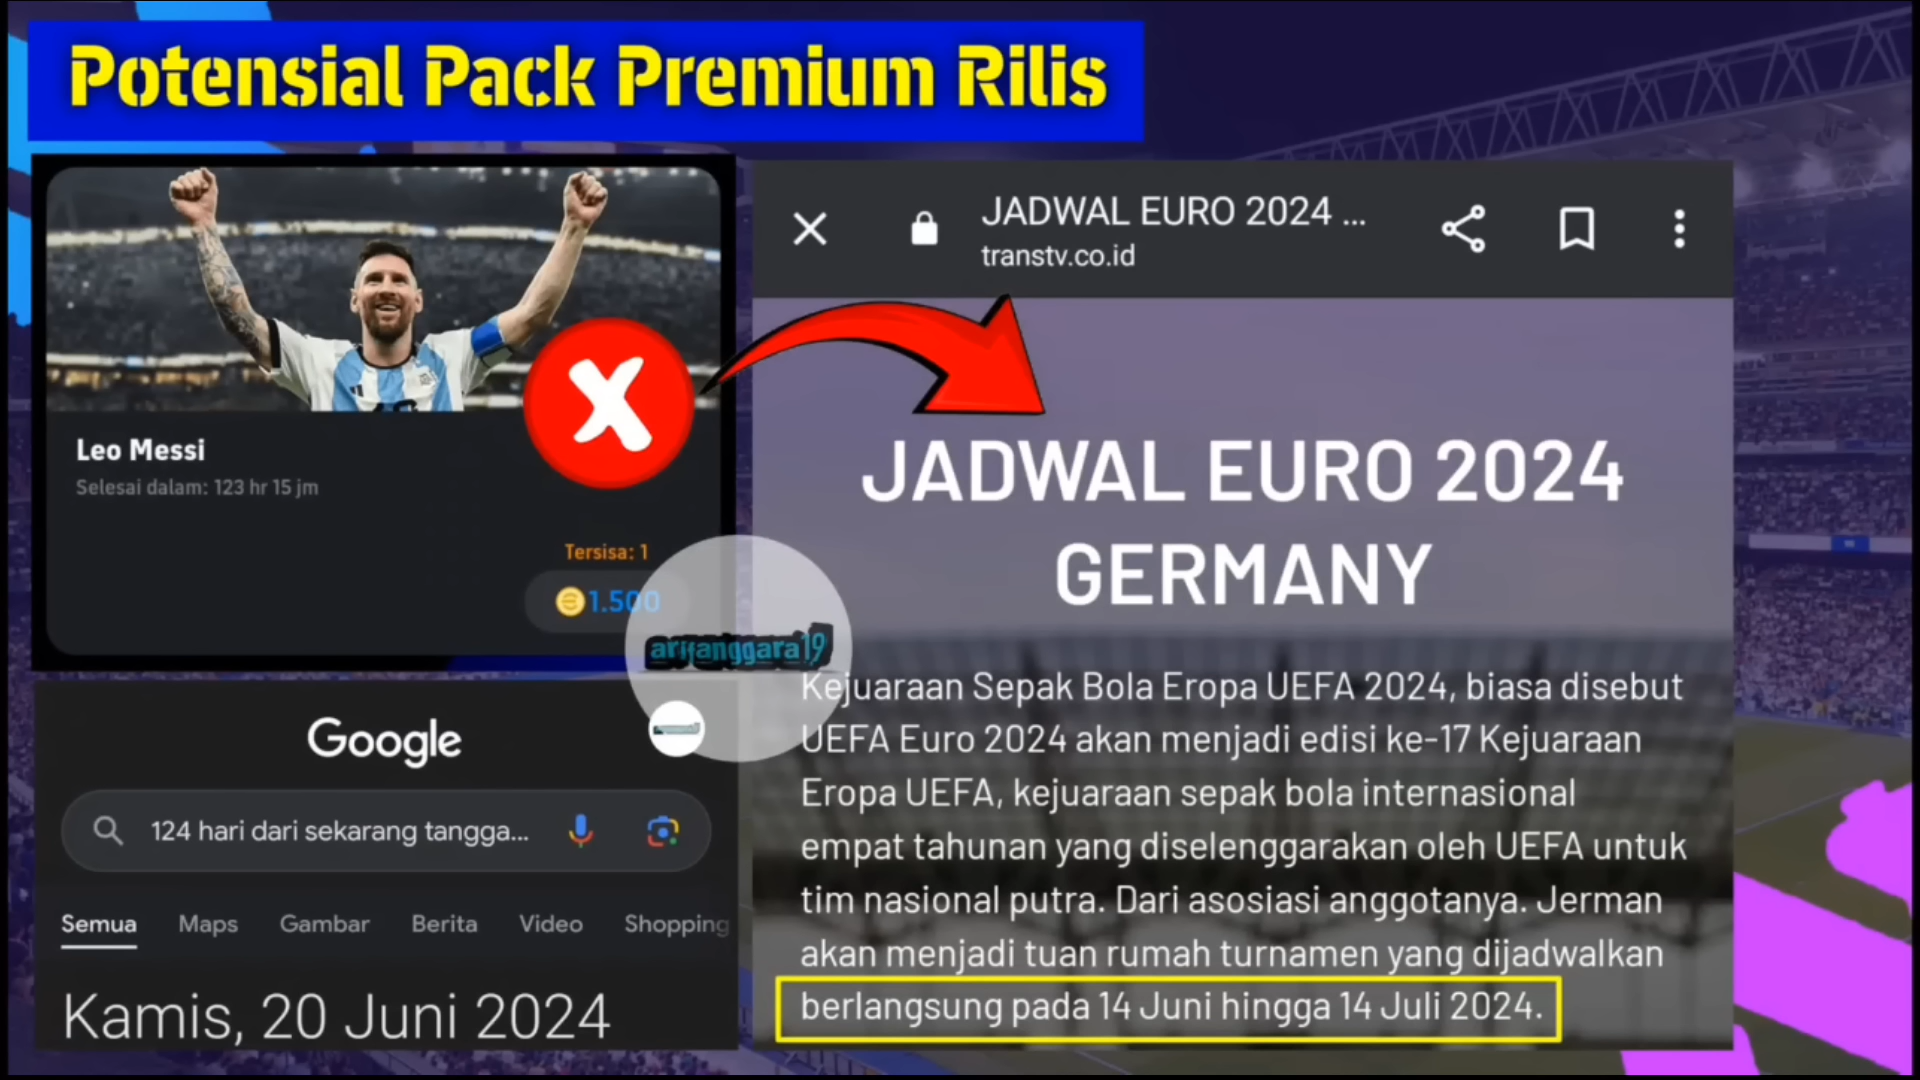 Potensial Pack Premium Rilis
Leo Messi
Selesai dalam: 123 hr 15 jm
Tersisa: 1
1.500
arifanggara19
Google
124 hari dari sekarang tangga...
Semua Maps Gambar Berita Video Shopping
Kamis, 20 Juni 2024
JADWAL EURO 2024 ...
transtv.co.id
JADWAL EURO 2024
GERMANY
Kejuaraan Sepak Bola Eropa UEFA 2024, biasa disebut
UEFA Euro 2024 akan menjadi edisi ke-17 Kejuaraan
Eropa UEFA, kejuaraan sepak bola internasional
empat tahunan yang diselenggarakan oleh UEFA untuk
tim nasional putra. Dari asosiasi anggotanya. Jerman
akan menjadi tuan rumah turnamen yang dijadwalkan
berlangsung pada 14 Juni hingga 14 Juli 2024.